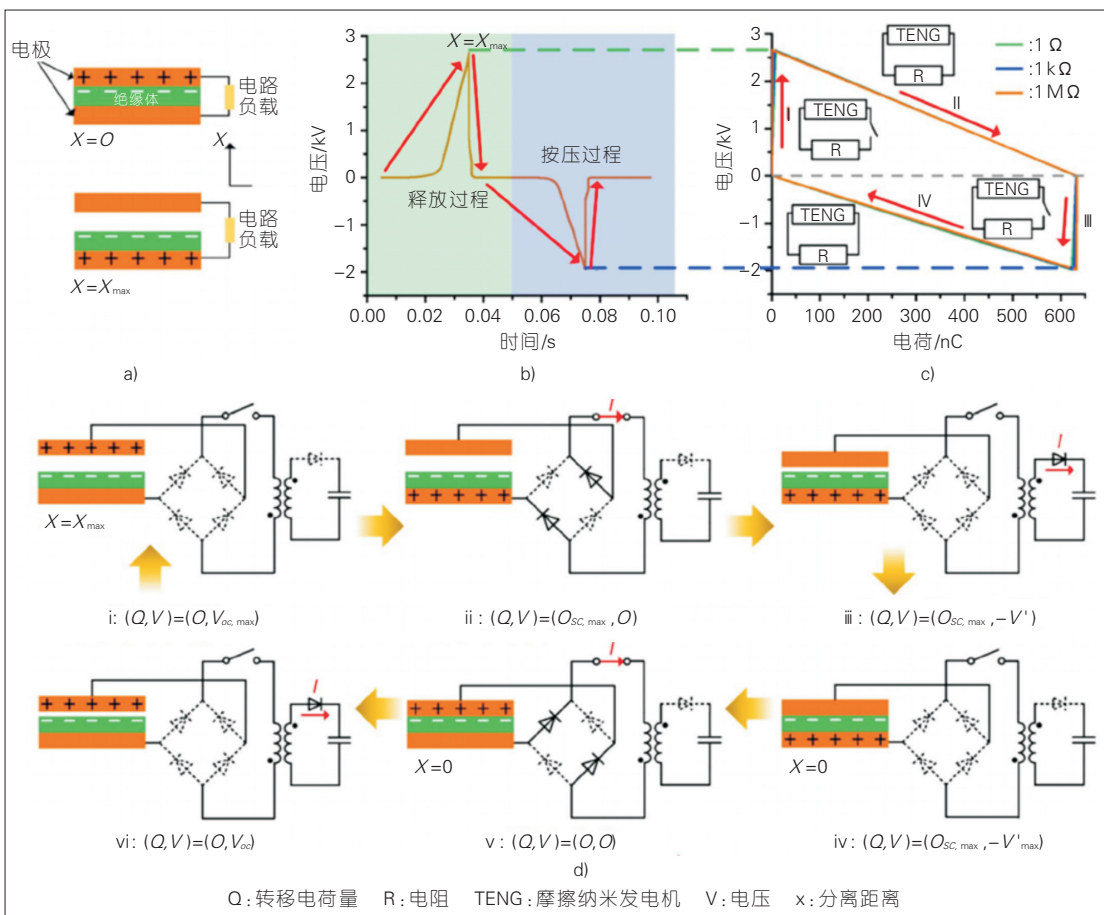 电极
+ + + + +
绝缘体
电路
负载
X=O
X
电路
负载
+ + + + +
X=Xmax
a)
电压/kV
3
2
1
0
−1
−2
X=Xmax
释放过程
按压过程
0.00 0.02 0.04 0.06 0.08 0.10
时间/s
b)
电压/kV
3
2
1
0
−1
−2
TENG
R
:1 Ω
:1 k Ω
:1 M Ω
I
II
TENG
R
TENG
R
IV
TENG
R
III
0 100 200 300 400 500 600
电荷/nC
c)
+ + + + +
X=Xmax
i: (Q,V)=(O,Voc, max)
I
+ + + + +
ii: (Q,V)=(OSC, max ,O)
I
+ + + + +
iii: (Q,V)=(OSC, max ,−V')
I
+ + + + +
vi: (Q,V)=(O,Voc)
I
+ + + + +
X=0
v: (Q,V)=(O,O)
+ + + + +
X=0
iv: (Q,V)=(OSC, max ,−V'max)
d)
Q:转移电荷量 R:电阻 TENG:摩擦纳米发电机 V:电压 x:分离距离